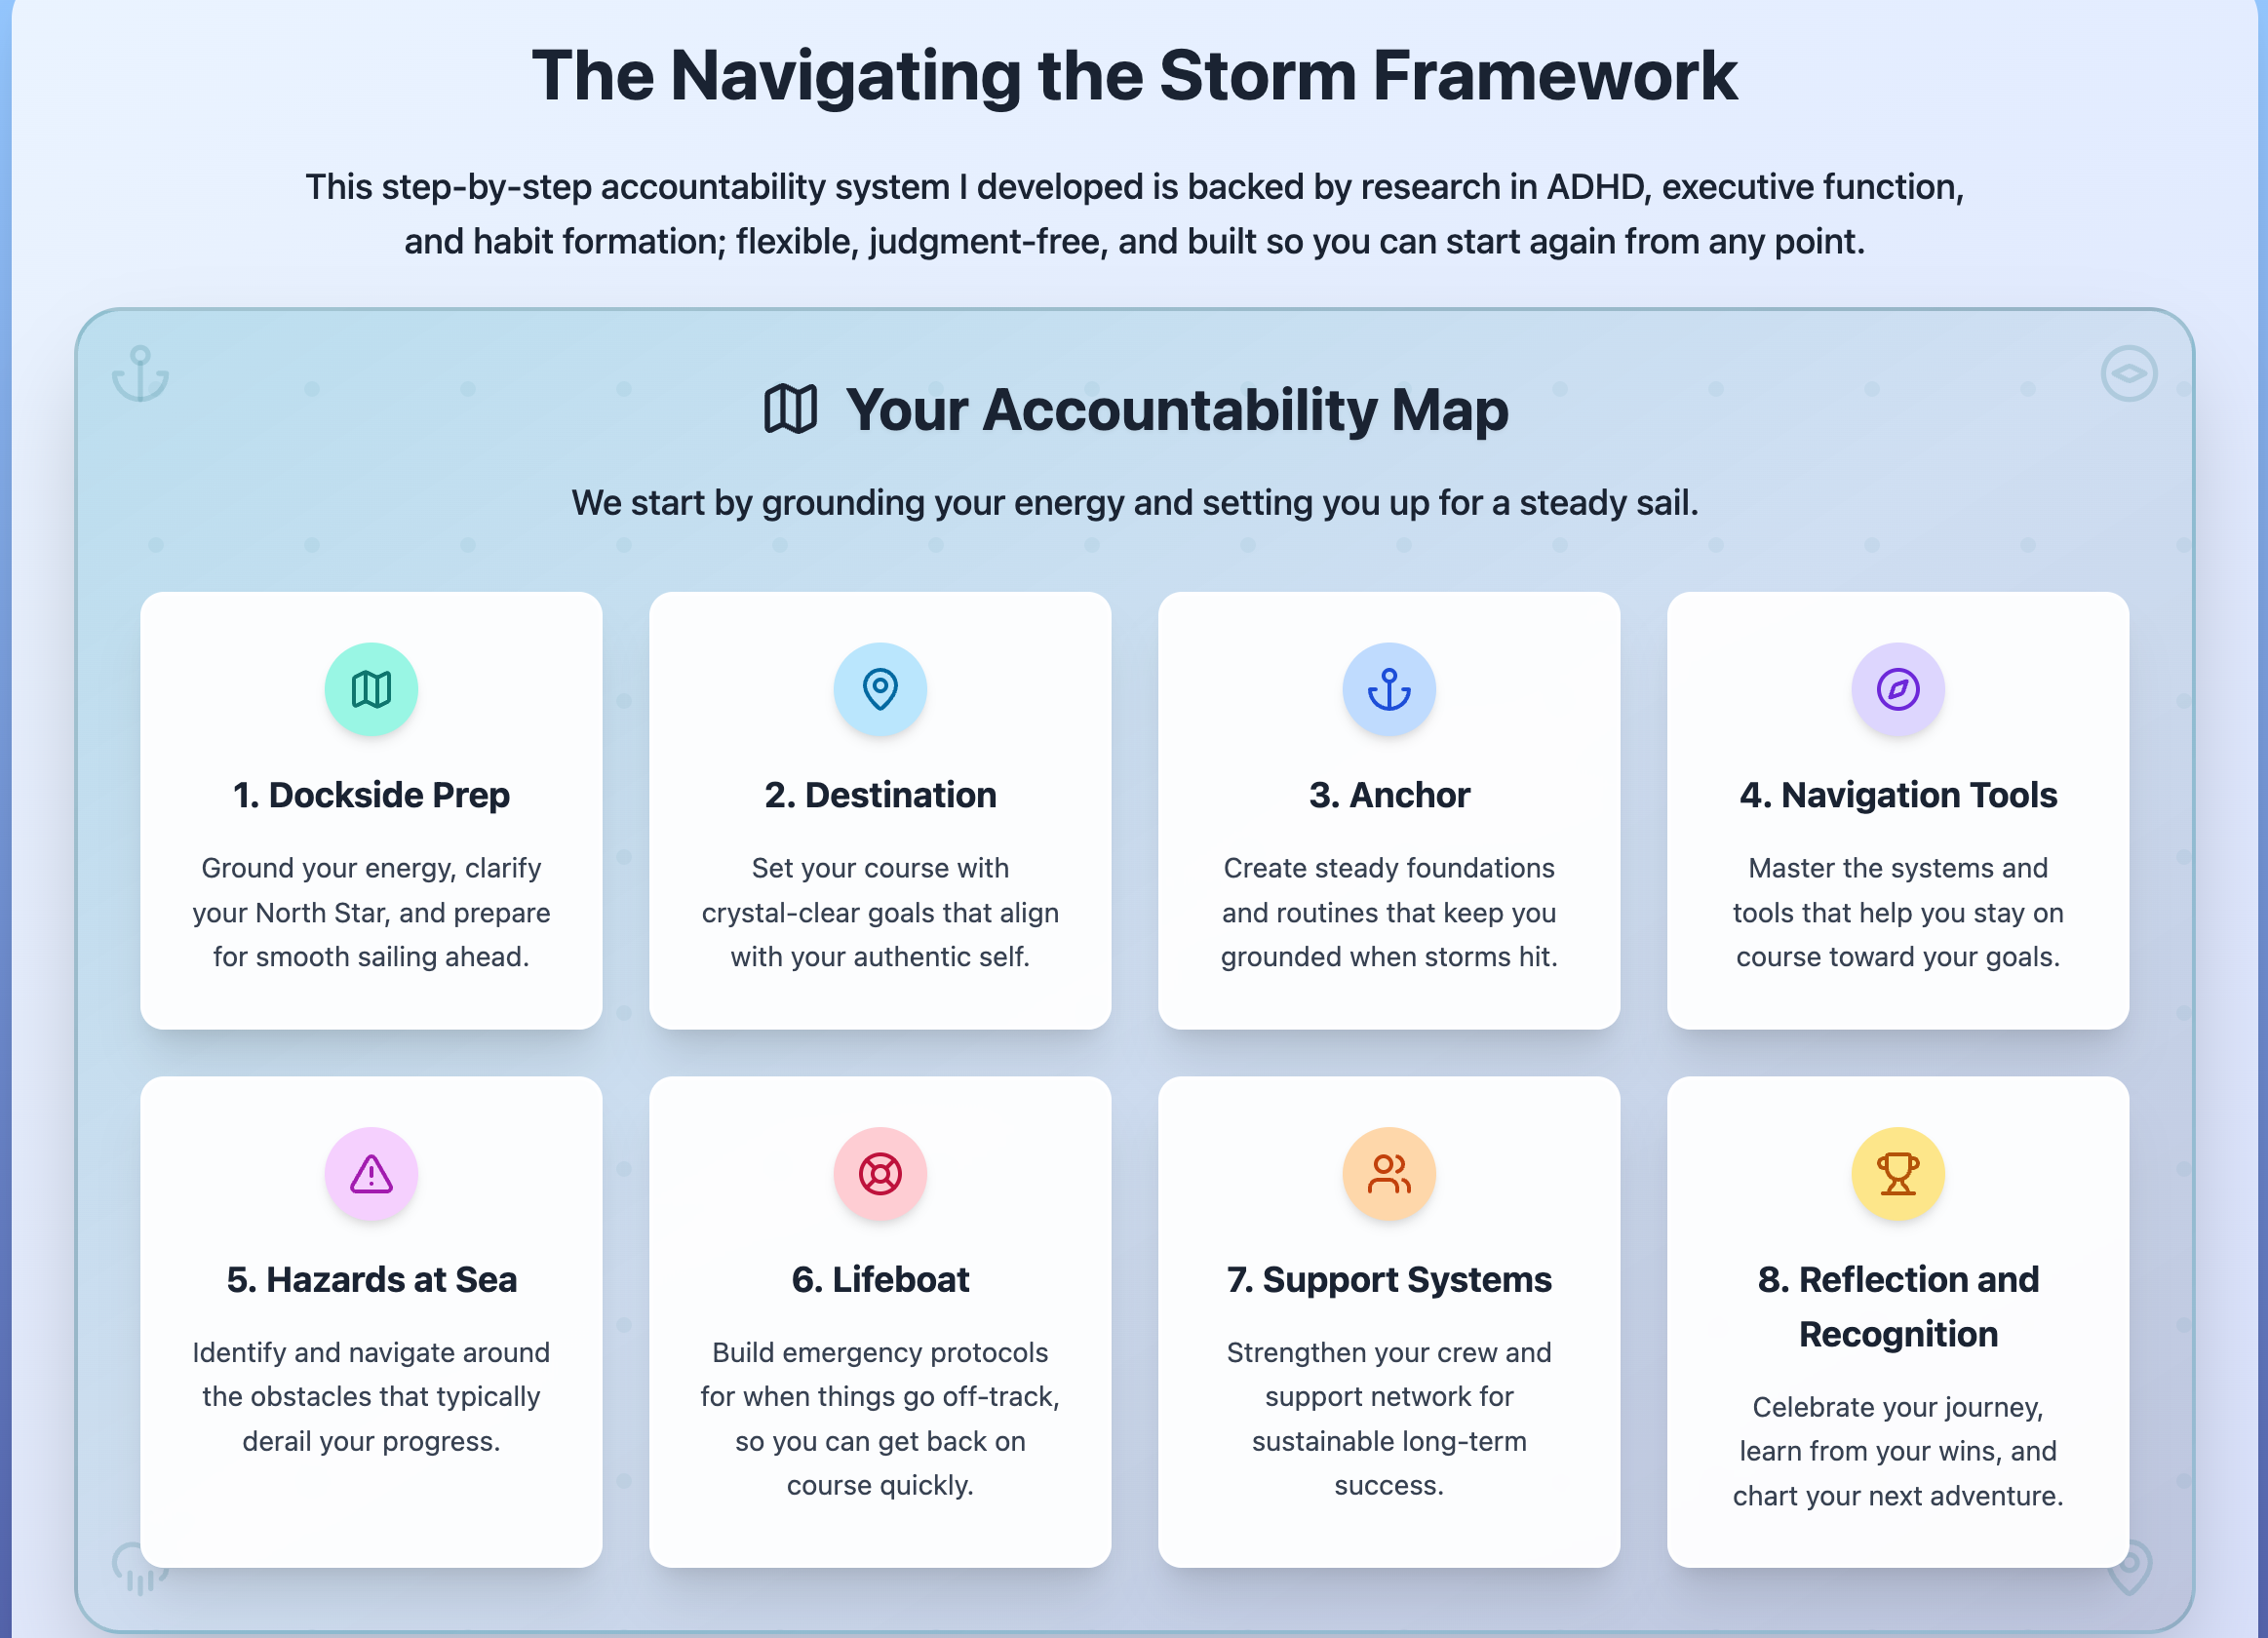 The Navigating the Storm Framework
This step-by-step accountability system I developed is backed by research in ADHD, executive function,
and habit formation; flexible, judgment-free, and built so you can start again from any point.
Your Accountability Map
We start by grounding your energy and setting you up for a steady sail.
1. Dockside Prep
Ground your energy, clarify
your North Star, and prepare
for smooth sailing ahead.
2. Destination
Set your course with
crystal-clear goals that align
with your authentic self.
3. Anchor
Create steady foundations
and routines that keep you
grounded when storms hit.
4. Navigation Tools
Master the systems and
tools that help you stay on
course toward your goals.
5. Hazards at Sea
Identify and navigate around
the obstacles that typically
derail your progress.
6. Lifeboat
Build emergency protocols
for when things go off-track,
so you can get back on
course quickly.
7. Support Systems
Strengthen your crew and
support network for
sustainable long-term
success.
8. Reflection and
Recognition
Celebrate your journey,
learn from your wins, and
chart your next adventure.